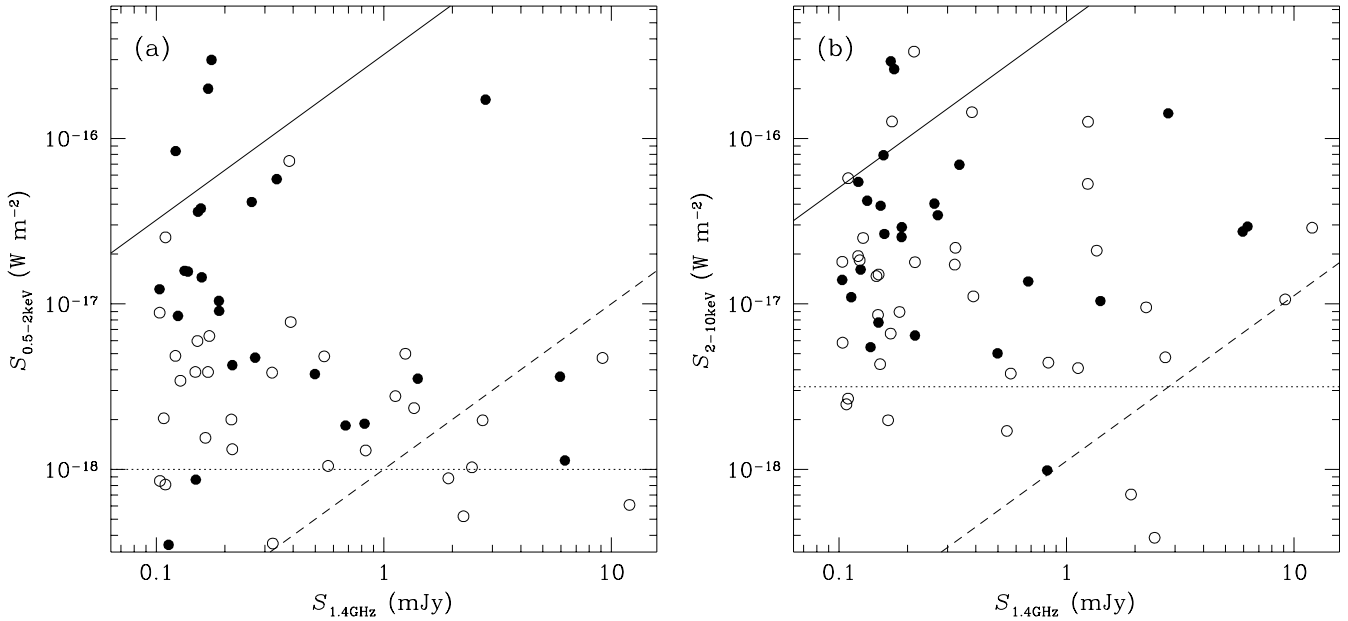 (a)
10⁻¹⁶
10⁻¹⁷
10⁻¹⁸
S₀.₅₋₂ₖₑV (W m⁻²)
0.1 1 10
S₁.₄GHz (mJy)
(b)
10⁻¹⁶
10⁻¹⁷
10⁻¹⁸
S₂₋₁₀ₖₑV (W m⁻²)
0.1 1 10
S₁.₄GHz (mJy)